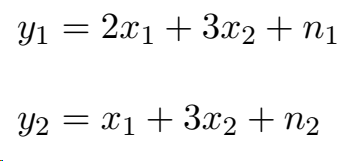 y₁ = 2x₁ + 3x₂ + n₁
y₂ = x₁ + 3x₂ + n₂